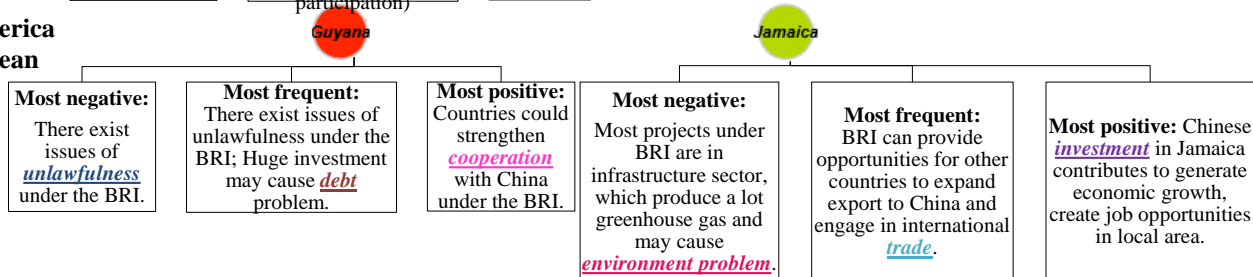 participation)
erica
ean
Guyana
Jamaica
Most negative:
There exist
issues of
unlawfulness
under the BRI.
Most frequent:
There exist issues of
unlawfulness under the
BRI; Huge investment
may cause debt
problem.
Most positive:
Countries could
strengthen
cooperation
with China
under the BRI.
Most negative:
Most projects under
BRI are in
infrastructure sector,
which produce a lot
greenhouse gas and
may cause
environment problem.
Most frequent:
BRI can provide
opportunities for other
countries to expand
export to China and
engage in international
trade.
Most positive: Chinese
investment in Jamaica
contributes to generate
economic growth,
create job opportunities
in local area.